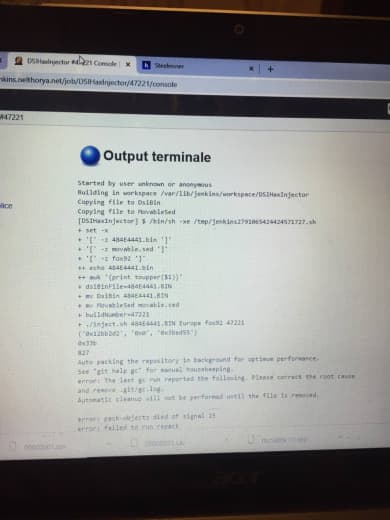 DSIHaxInjector #47221 Console
Steelminer
nkins.nelthorya.net/job/DSIHaxInjector/47221/console
#47221
Output terminale
Started by user unknown or anonymous
Building in workspace /var/lib/jenkins/workspace/DSIHaxInjector
Copying file to DsiBin
Copying file to MovableSed
[DSIHaxInjector] $ /bin/sh -xe /tmp/jenkins2791065424424571727.sh
+ set -x
+ '[' -z 484E4441.bin ']'
+ '[' -z movable.sed ']'
+ '[' -z fox92 ']'
++ echo 484E4441.bin
++ awk '{print toupper($1)}'
+ dsiBinFile=484E4441.BIN
+ mv DsiBin 484E4441.BIN
+ mv MovableSed movable.sed
+ buildNumber=47221
+ ./inject.sh 484E4441.BIN Europa fox92 47221
0x33b
827
Auto packing the repository in background for optimum performance.
See "git help gc" for manual housekeeping.
error: The last gc run reported the following. Please correct the root cause
and remove .git/gc.log.
Automatic cleanup will not be performed until the file is removed.
error: pack-objects died of signal 15
error: failed to run repack
acer